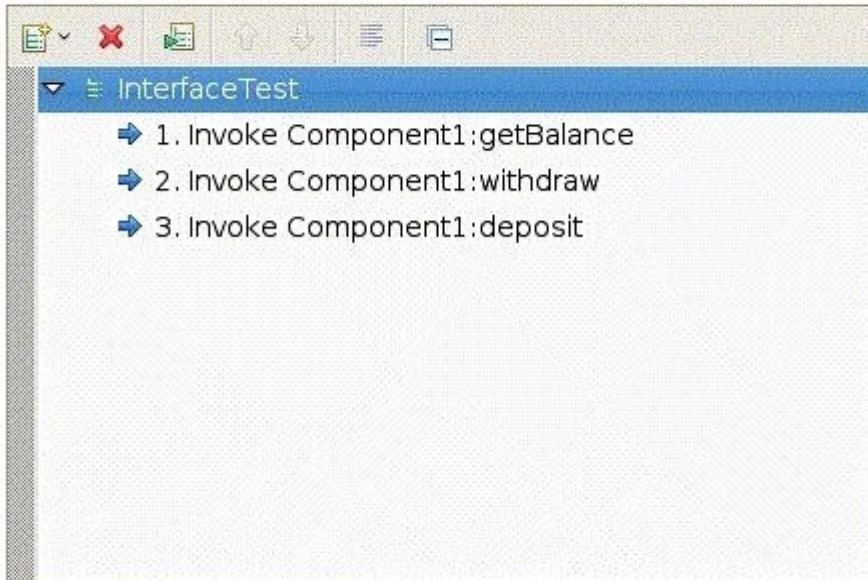 InterfaceTest
1. Invoke Component1:getBalance
2. Invoke Component1:withdraw
3. Invoke Component1:deposit